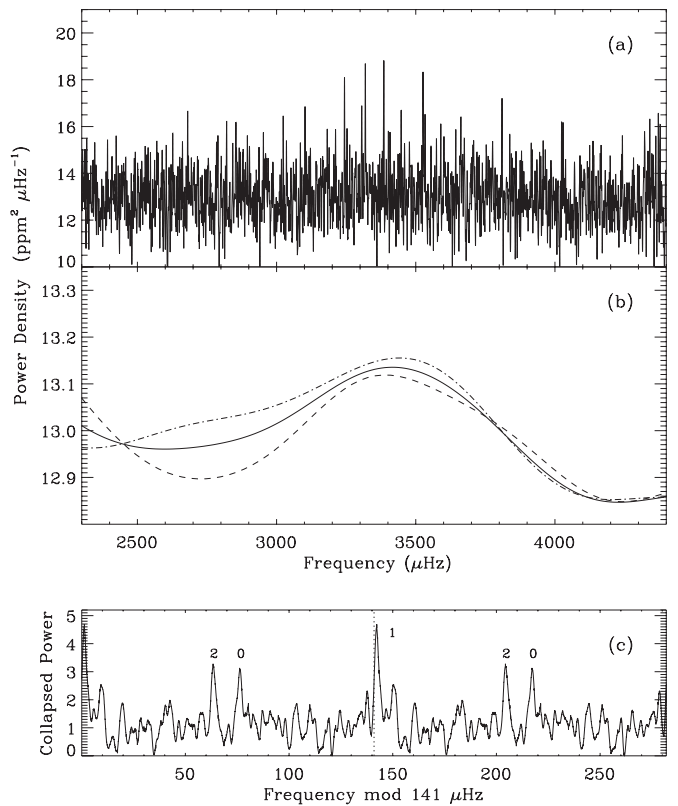 (a)
20
18
16
14
12
10
(ppm² μHz⁻¹)
Power Density
(b)
13.3
13.2
13.1
13.0
12.9
2500 3000 3500 4000
Frequency (μHz)
(c)
Collapsed Power
5
4
3
2
1
0
2 0 1 2 0
50 100 150 200 250
Frequency mod 141 μHz